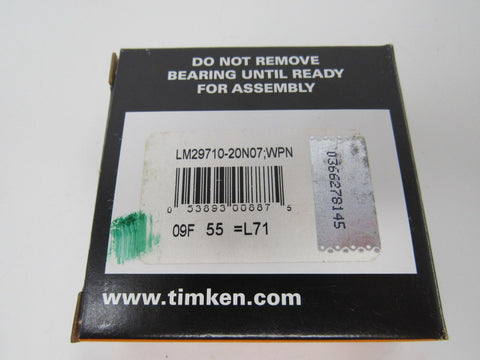 DO NOT REMOVE
BEARING UNTIL READY
FOR ASSEMBLY
LM29710-20N07;WPN
0 53893 00887 5
09F 55 =L71
0366278145
www.timken.com